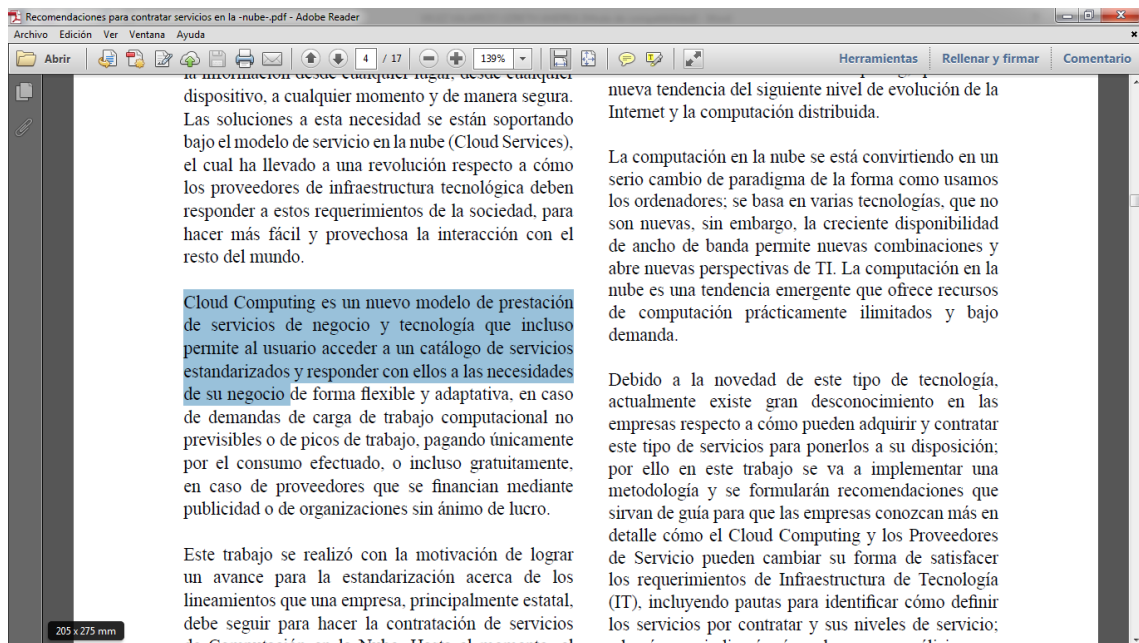 Recomendaciones para contratar servicios en la -nube-.pdf - Adobe Reader
Archivo Edición Ver Ventana Ayuda
Abrir 4 / 17 139% Herramientas Rellenar y firmar Comentario
la información desde cualquier lugar, desde cualquier
dispositivo, a cualquier momento y de manera segura.
Las soluciones a esta necesidad se están soportando
bajo el modelo de servicio en la nube (Cloud Services),
el cual ha llevado a una revolución respecto a cómo
los proveedores de infraestructura tecnológica deben
responder a estos requerimientos de la sociedad, para
hacer más fácil y provechosa la interacción con el
resto del mundo.
Cloud Computing es un nuevo modelo de prestación
de servicios de negocio y tecnología que incluso
permite al usuario acceder a un catálogo de servicios
estandarizados y responder con ellos a las necesidades
de su negocio de forma flexible y adaptativa, en caso
de demandas de carga de trabajo computacional no
previsibles o de picos de trabajo, pagando únicamente
por el consumo efectuado, o incluso gratuitamente,
en caso de proveedores que se financian mediante
publicidad o de organizaciones sin ánimo de lucro.
Este trabajo se realizó con la motivación de lograr
un avance para la estandarización acerca de los
lineamientos que una empresa, principalmente estatal,
debe seguir para hacer la contratación de servicios
nueva tendencia del siguiente nivel de evolución de la
Internet y la computación distribuida.
La computación en la nube se está convirtiendo en un
serio cambio de paradigma de la forma como usamos
los ordenadores; se basa en varias tecnologías, que no
son nuevas, sin embargo, la creciente disponibilidad
de ancho de banda permite nuevas combinaciones y
abre nuevas perspectivas de TI. La computación en la
nube es una tendencia emergente que ofrece recursos
de computación prácticamente ilimitados y bajo
demanda.
Debido a la novedad de este tipo de tecnología,
actualmente existe gran desconocimiento en las
empresas respecto a cómo pueden adquirir y contratar
este tipo de servicios para ponerlos a su disposición;
por ello en este trabajo se va a implementar una
metodología y se formularán recomendaciones que
sirvan de guía para que las empresas conozcan más en
detalle cómo el Cloud Computing y los Proveedores
de Servicio pueden cambiar su forma de satisfacer
los requerimientos de Infraestructura de Tecnología
(IT), incluyendo pautas para identificar cómo definir
los servicios por contratar y sus niveles de servicio;
205 x 275 mm